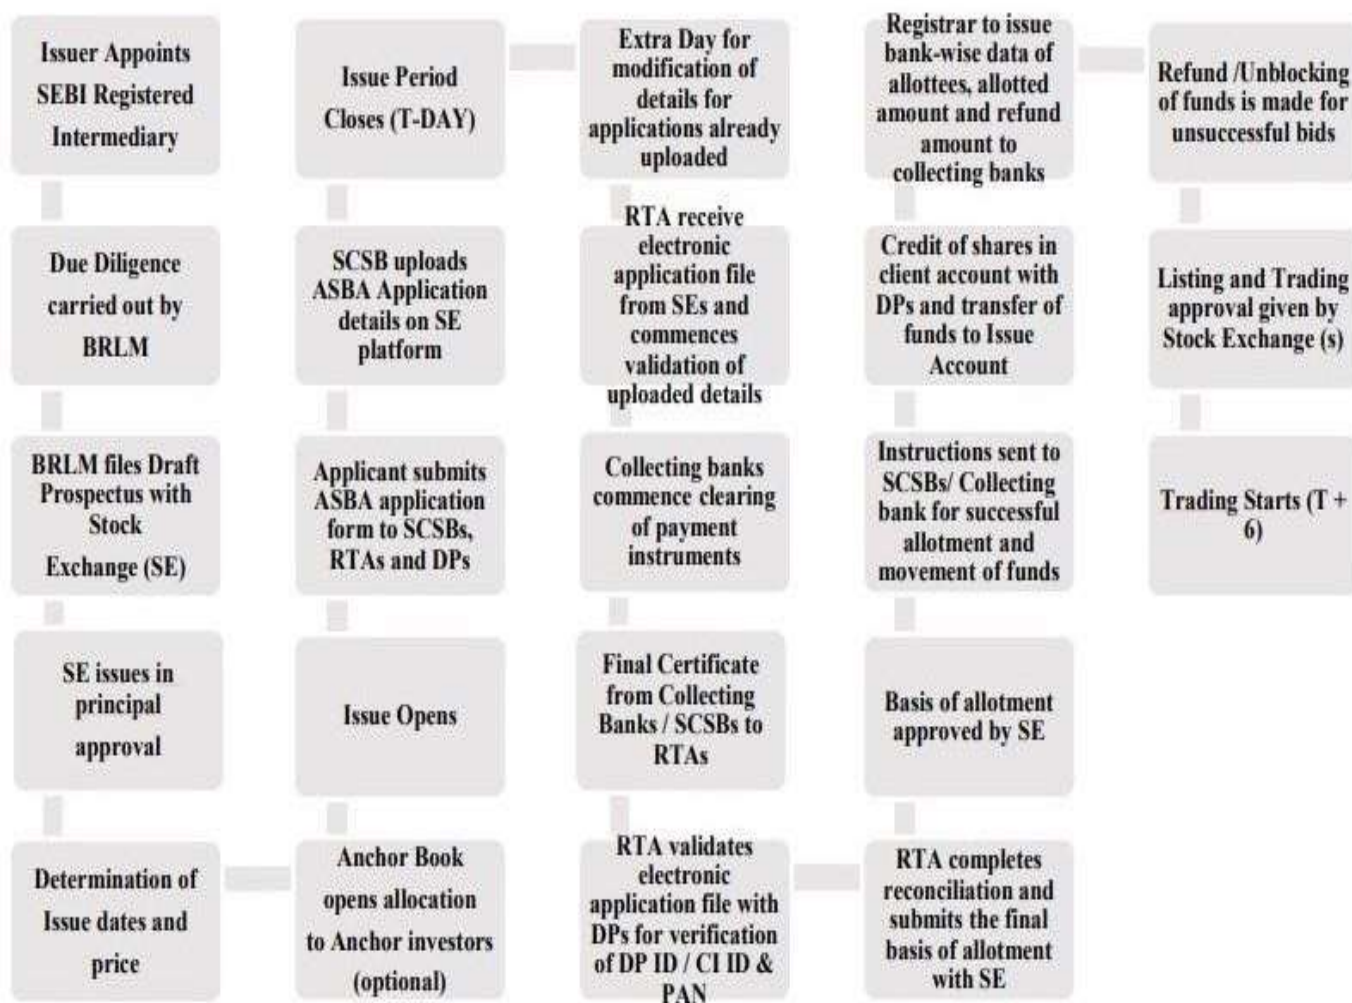 Issuer Appoints
SEBI Registered
Intermediary
Due Diligence
carried out by
BRLM
BRLM files Draft
Prospectus with
Stock
Exchange (SE)
SE issues in
principal
approval
Determination of
Issue dates and
price
Anchor Book
opens allocation
to Anchor investors
(optional)
Issue Opens
Applicant submits
ASBA application
form to SCSBs,
RTAs and DPs
SCSB uploads
ASBA Application
details on SE
platform
Issue Period
Closes (T-DAY)
Extra Day for
modification of
details for
applications already
uploaded
RTA receive
electronic
application file
from SEs and
commences
validation of
uploaded details
Collecting banks
commence clearing
of payment
instruments
Final Certificate
from Collecting
Banks / SCSBs to
RTAs
RTA validates
electronic
application file with
DPs for verification
of DP ID / CI ID &
PAN
RTA completes
reconciliation and
submits the final
basis of allotment
with SE
Basis of allotment
approved by SE
Instructions sent to
SCSBs/ Collecting
bank for successful
allotment and
movement of funds
Credit of shares in
client account with
DPs and transfer of
funds to Issue
Account
Registrar to issue
bank-wise data of
allottees, allotted
amount and refund
amount to
collecting banks
Refund /Unblocking
of funds is made for
unsuccessful bids
Listing and Trading
approval given by
Stock Exchange (s)
Trading Starts (T +
6)